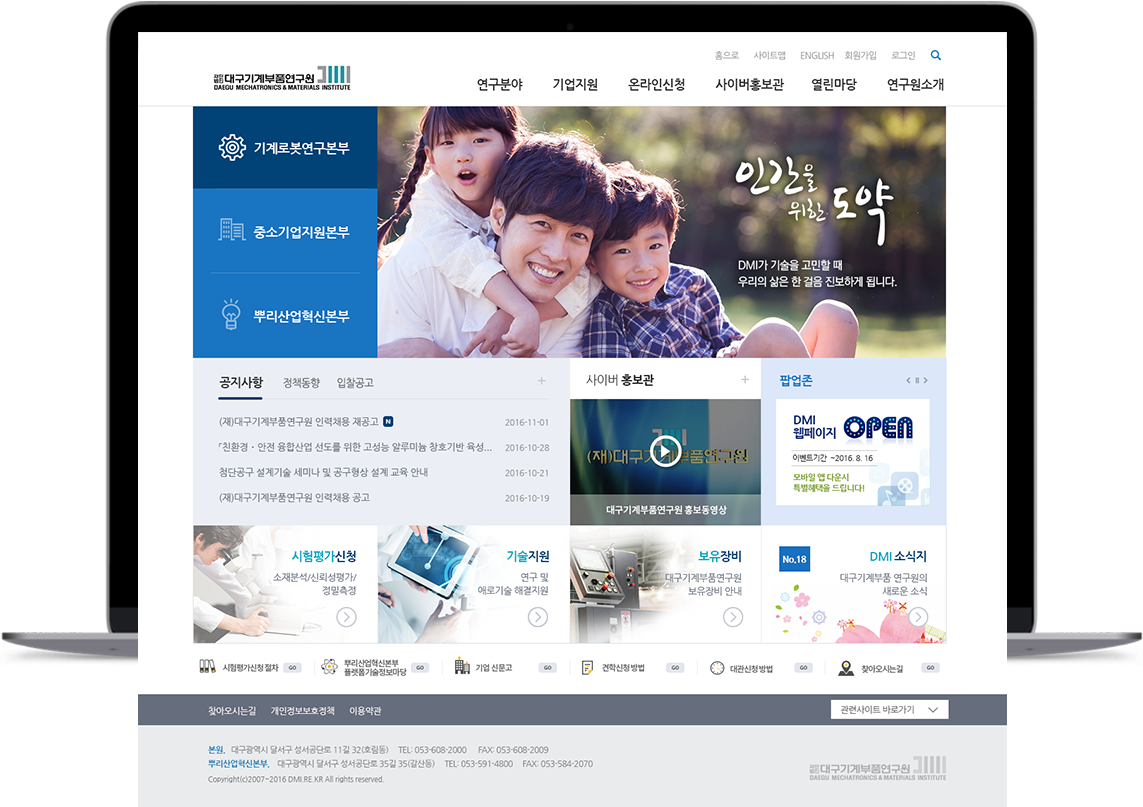 홈으로 사이트맵 ENGLISH 회원가입 로그인
재단법인 대구기계부품연구원
DAEGU MECHATRONICS & MATERIALS INSTITUTE
연구분야 기업지원 온라인신청 사이버홍보관 열린마당 연구원소개
기계로봇연구본부
중소기업지원본부
뿌리산업혁신본부
인간을
위한 도약
DMI가 기술을 고민할 때
우리의 삶은 한 걸음 진보하게 됩니다.
공지사항 정책동향 입찰공고
(재)대구기계부품연구원 인력채용 재공고 N 2016-11-01
「친환경·안전 융합산업 선도를 위한 고성능 알루미늄 창호기반 육성... 2016-10-28
첨단공구 설계기술 세미나 및 공구형상 설계 교육 안내 2016-10-21
(재)대구기계부품연구원 인력채용 공고 2016-10-19
사이버 홍보관
(재)대구기계부품연구원
대구기계부품연구원 홍보동영상
팝업존
DMI
웹페이지 OPEN
이벤트기간 ~2016. 8. 16
모바일 앱 다운시
특별혜택을 드립니다!
시험평가신청
소재분석/신뢰성평가/
정밀측정
기술지원
연구 및
애로기술 해결지원
보유장비
대구기계부품연구원
보유장비 안내
No.18
DMI 소식지
대구기계부품 연구원의
새로운 소식
시험평가신청 절차 GO
뿌리산업혁신본부
플랫폼기술정보마당 GO
기업 신문고 GO
견학신청 방법 GO
대관신청 방법 GO
찾아오시는길 GO
찾아오시는길 개인정보보호정책 이용약관
관련사이트 바로가기
본원. 대구광역시 달서구 성서공단로 11길 32(호림동) TEL: 053-608-2000 FAX: 053-608-2009
뿌리산업혁신본부. 대구광역시 달서구 성서공단로 35길 35(갈산동) TEL: 053-591-4800 FAX: 053-584-2070
Copyright(c)2007~2016 DMI.RE.KR All rights reserved.
재단법인 대구기계부품연구원
DAEGU MECHATRONICS & MATERIALS INSTITUTE